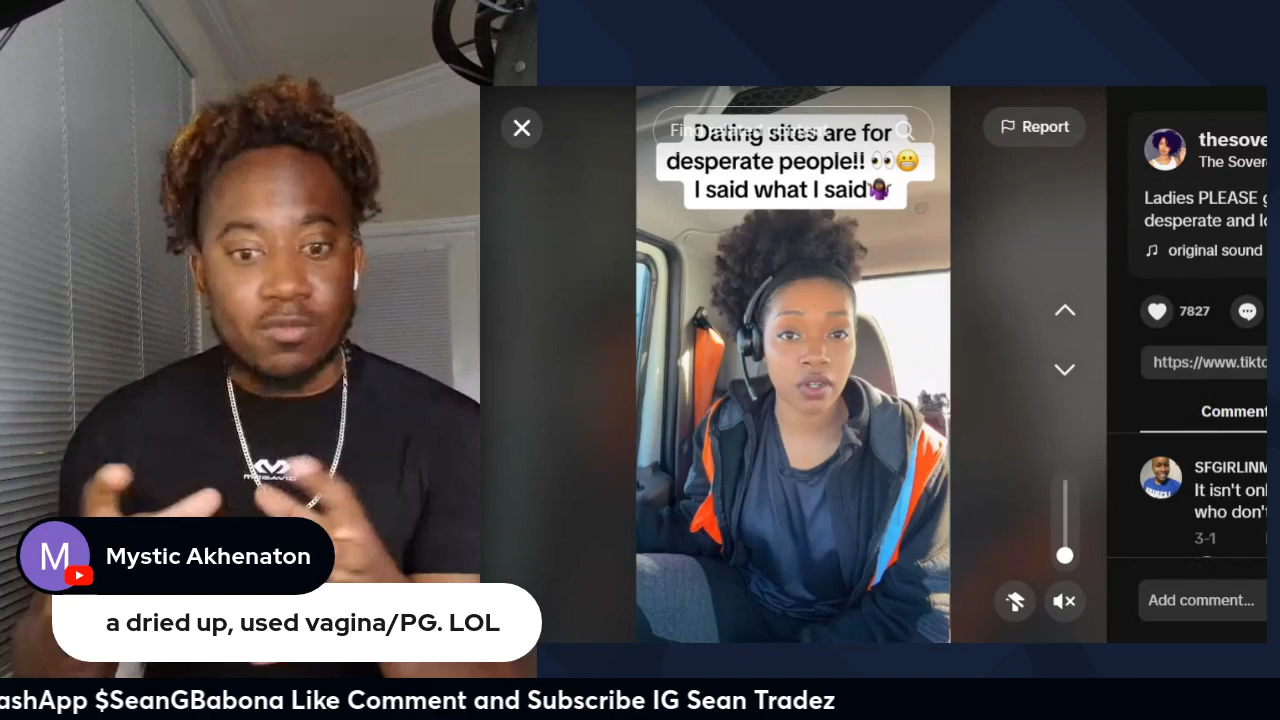 Dating sites are for
desperate people!! 👀😬
I said what I said🤷🏾‍♀️
Report
thesove
The Sover
Ladies PLEASE g
desperate and lo
original sound
7827
https://www.tikto
Comment
SFGIRLINM
It isn't onl
who don't
3-1
Add comment...
M
Mystic Akhenaton
a dried up, used vagina/PG. LOL
ashApp $SeanGBabona Like Comment and Subscribe IG Sean Tradez